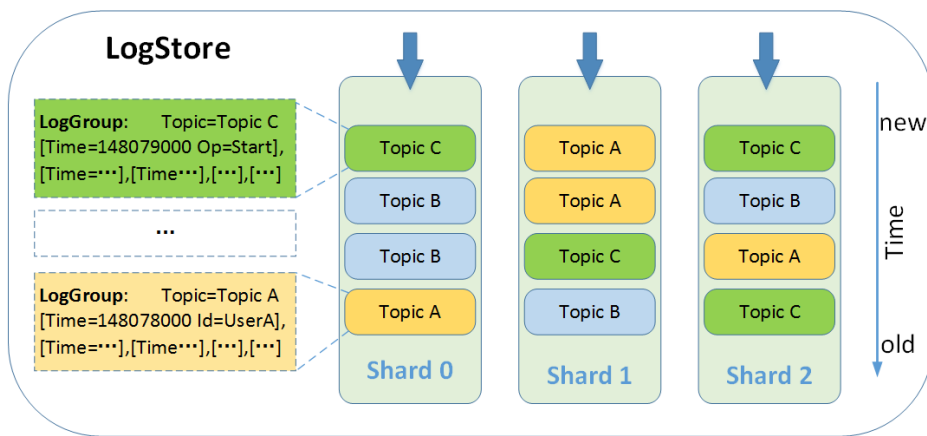 LogStore
LogGroup: Topic=Topic C
[Time=148079000 Op=Start],
[Time=···],[Time···],[···],[···]
···
LogGroup: Topic=Topic A
[Time=148078000 Id=UserA],
[Time=···],[Time···],[···],[···]
Topic C
Topic B
Topic B
Topic A
Shard 0
Topic A
Topic A
Topic C
Topic B
Shard 1
Topic C
Topic B
Topic A
Topic C
Shard 2
new
Time
old